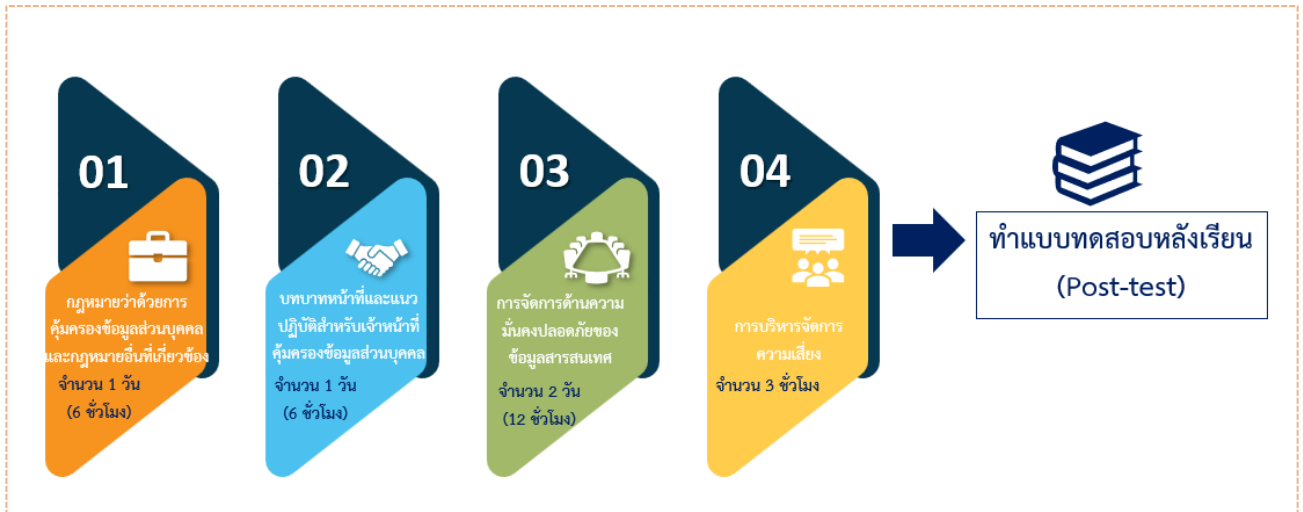 01
กฎหมายว่าด้วยการ
คุ้มครองข้อมูลส่วนบุคคล
และกฎหมายอื่นที่เกี่ยวข้อง
จำนวน 1 วัน
(6 ชั่วโมง)
02
บทบาทหน้าที่และแนว
ปฏิบัติสำหรับเจ้าหน้าที่
คุ้มครองข้อมูลส่วนบุคคล
จำนวน 1 วัน
(6 ชั่วโมง)
03
การจัดการด้านความ
มั่นคงปลอดภัยของ
ข้อมูลสารสนเทศ
จำนวน 2 วัน
(12 ชั่วโมง)
04
การบริหารจัดการ
ความเสี่ยง
จำนวน 3 ชั่วโมง
ทำแบบทดสอบหลังเรียน
(Post-test)